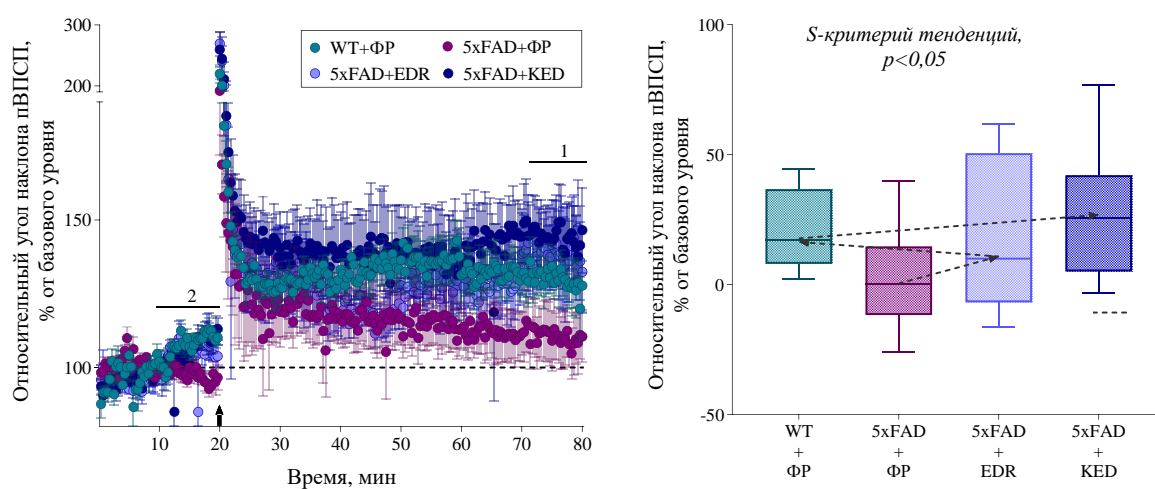 Относительный угол наклона пВПСП,
% от базового уровня
300
200
150
100
WT+ФР
5xFAD+ФР
5xFAD+EDR
5xFAD+KED
1
2
10
20
30
40
50
60
70
80
Время, мин
Относительный угол наклона пВПСП,
% от базового уровня
100
50
0
-50
S-критерий тенденций,
p<0,05
WT
+
ФР
5xFAD
+
ФР
5xFAD
+
EDR
5xFAD
+
KED